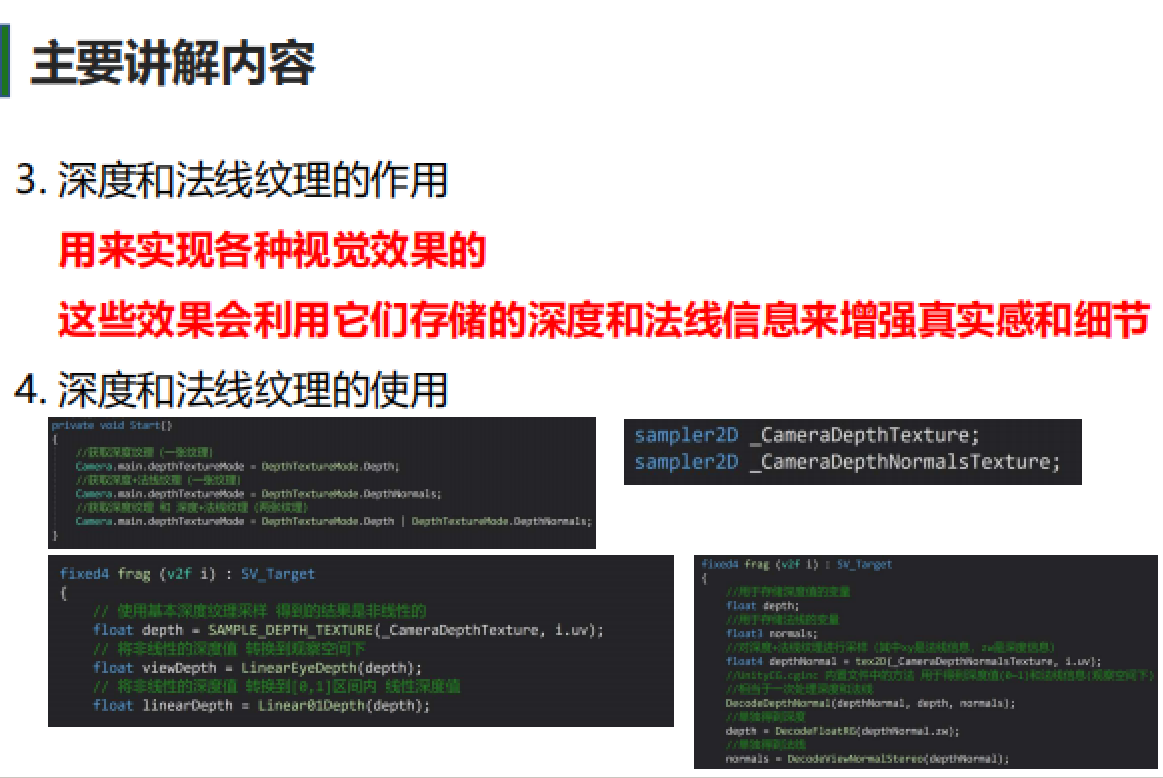 主要讲解内容
3. 深度和法线纹理的作用
用来实现各种视觉效果的
这些效果会利用它们存储的深度和法线信息来增强真实感和细节
4. 深度和法线纹理的使用
private void Start()
{
//获取深度纹理（一张纹理）
Camera.main.depthTextureMode = DepthTextureMode.Depth;
//获取深度+法线纹理（一张纹理）
Camera.main.depthTextureMode = DepthTextureMode.DepthNormals;
//获取深度纹理 和 深度+法线纹理（两张纹理）
Camera.main.depthTextureMode = DepthTextureMode.Depth | DepthTextureMode.DepthNormals;
}
sampler2D _CameraDepthTexture;
sampler2D _CameraDepthNormalsTexture;
fixed4 frag (v2f i) : SV_Target
{
// 使用基本深度纹理采样 得到的结果是非线性的
float depth = SAMPLE_DEPTH_TEXTURE(_CameraDepthTexture, i.uv);
// 将非线性的深度值 转换到观察空间下
float viewDepth = LinearEyeDepth(depth);
// 将非线性的深度值 转换到[0,1]区间内 线性深度值
float linearDepth = Linear01Depth(depth);
fixed4 frag (v2f i) : SV_Target
{
//用于存储深度值的变量
float depth;
//用于存储法线的变量
float3 normals;
//对深度+法线纹理进行采样（其中xy是法线信息，zw是深度信息）
float4 depthNormal = tex2D(_CameraDepthNormalsTexture, i.uv);
//UnityCG.cginc 内置文件中的方法 用于得到深度值(0~1)和法线信息(观察空间下)
//相当于一次处理深度和法线
DecodeDepthNormal(depthNormal, depth, normals);
//单独得到深度
depth = DecodeFloatRG(depthNormal.zw);
//单独得到法线
normals = DecodeViewNormalStereo(depthNormal);